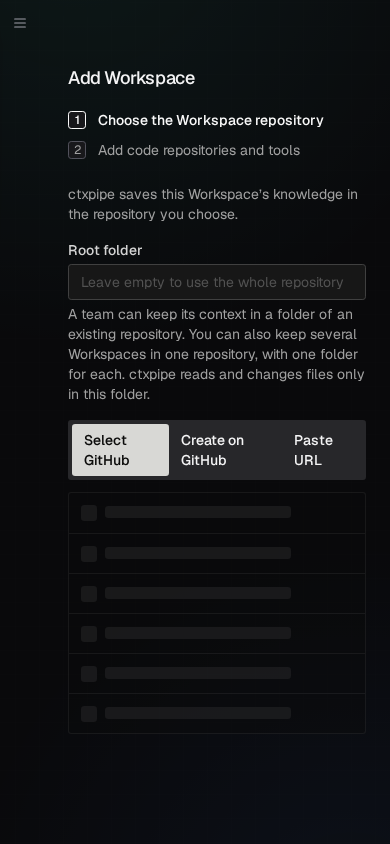 Add Workspace
1 Choose the Workspace repository
2 Add code repositories and tools
ctxpipe saves this Workspace's knowledge in
the repository you choose.
Root folder
Leave empty to use the whole repository
A team can keep its context in a folder of an
existing repository. You can also keep several
Workspaces in one repository, with one folder
for each. ctxpipe reads and changes files only
in this folder.
Select GitHub
Create on GitHub
Paste URL